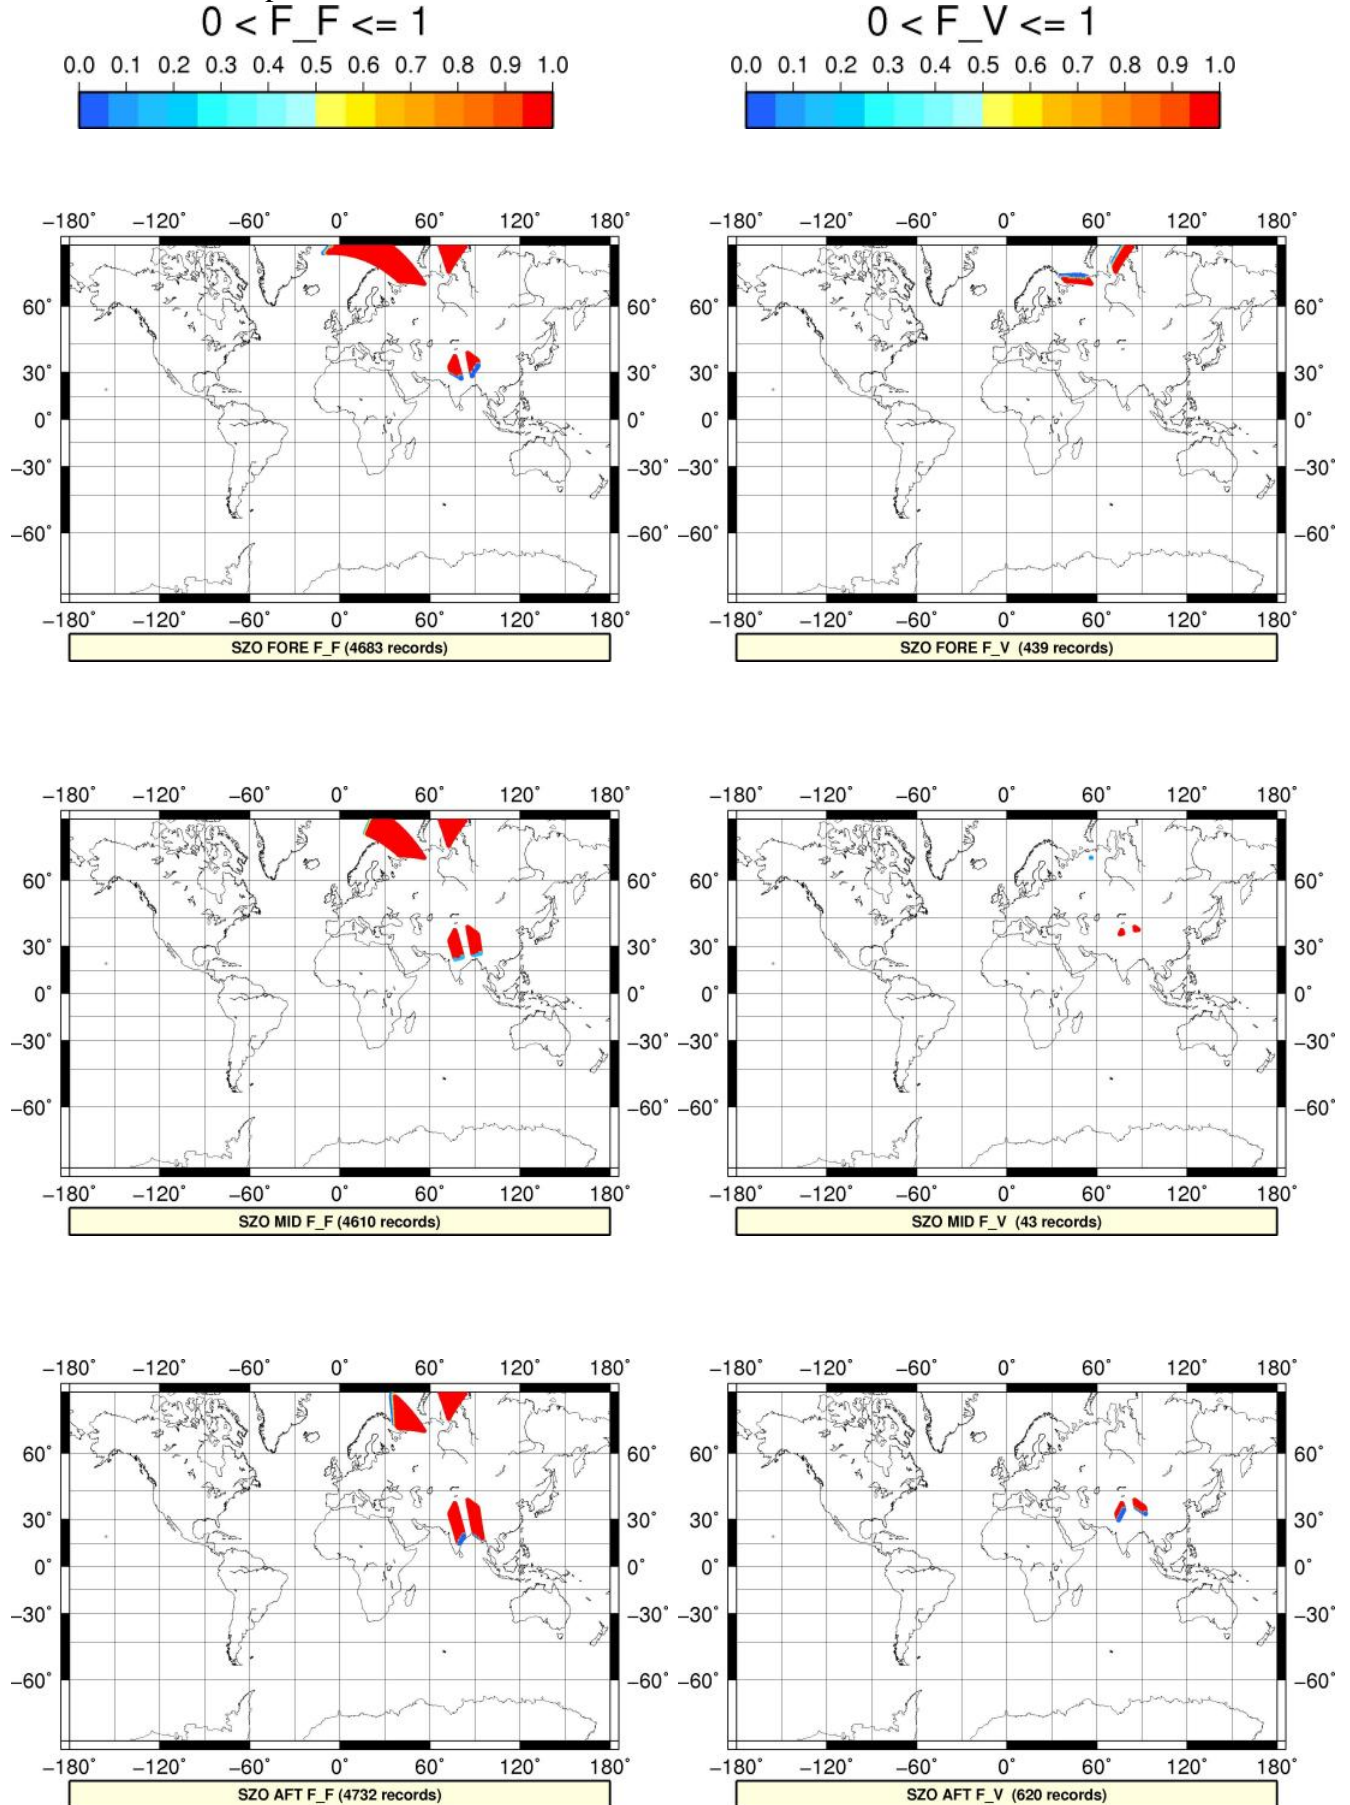 0 < F_F <= 1 0 < F_V <= 1
0.0 0.1 0.2 0.3 0.4 0.5 0.6 0.7 0.8 0.9 1.0 0.0 0.1 0.2 0.3 0.4 0.5 0.6 0.7 0.8 0.9 1.0
−180˚ −120˚ −60˚ 0˚ 60˚ 120˚ 180˚ −180˚ −120˚ −60˚ 0˚ 60˚ 120˚ 180˚
60˚ 60˚ 60˚ 60˚
30˚ 30˚ 30˚ 30˚
0˚ 0˚ 0˚ 0˚
−30˚ −30˚ −30˚ −30˚
−60˚ −60˚ −60˚ −60˚
−180˚ −120˚ −60˚ 0˚ 60˚ 120˚ 180˚ −180˚ −120˚ −60˚ 0˚ 60˚ 120˚ 180˚
SZO FORE F_F (4683 records) SZO FORE F_V (439 records)
−180˚ −120˚ −60˚ 0˚ 60˚ 120˚ 180˚ −180˚ −120˚ −60˚ 0˚ 60˚ 120˚ 180˚
60˚ 60˚ 60˚ 60˚
30˚ 30˚ 30˚ 30˚
0˚ 0˚ 0˚ 0˚
−30˚ −30˚ −30˚ −30˚
−60˚ −60˚ −60˚ −60˚
−180˚ −120˚ −60˚ 0˚ 60˚ 120˚ 180˚ −180˚ −120˚ −60˚ 0˚ 60˚ 120˚ 180˚
SZO MID F_F (4610 records) SZO MID F_V (43 records)
−180˚ −120˚ −60˚ 0˚ 60˚ 120˚ 180˚ −180˚ −120˚ −60˚ 0˚ 60˚ 120˚ 180˚
60˚ 60˚ 60˚ 60˚
30˚ 30˚ 30˚ 30˚
0˚ 0˚ 0˚ 0˚
−30˚ −30˚ −30˚ −30˚
−60˚ −60˚ −60˚ −60˚
−180˚ −120˚ −60˚ 0˚ 60˚ 120˚ 180˚ −180˚ −120˚ −60˚ 0˚ 60˚ 120˚ 180˚
SZO AFT F_F (4732 records) SZO AFT F_V (620 records)